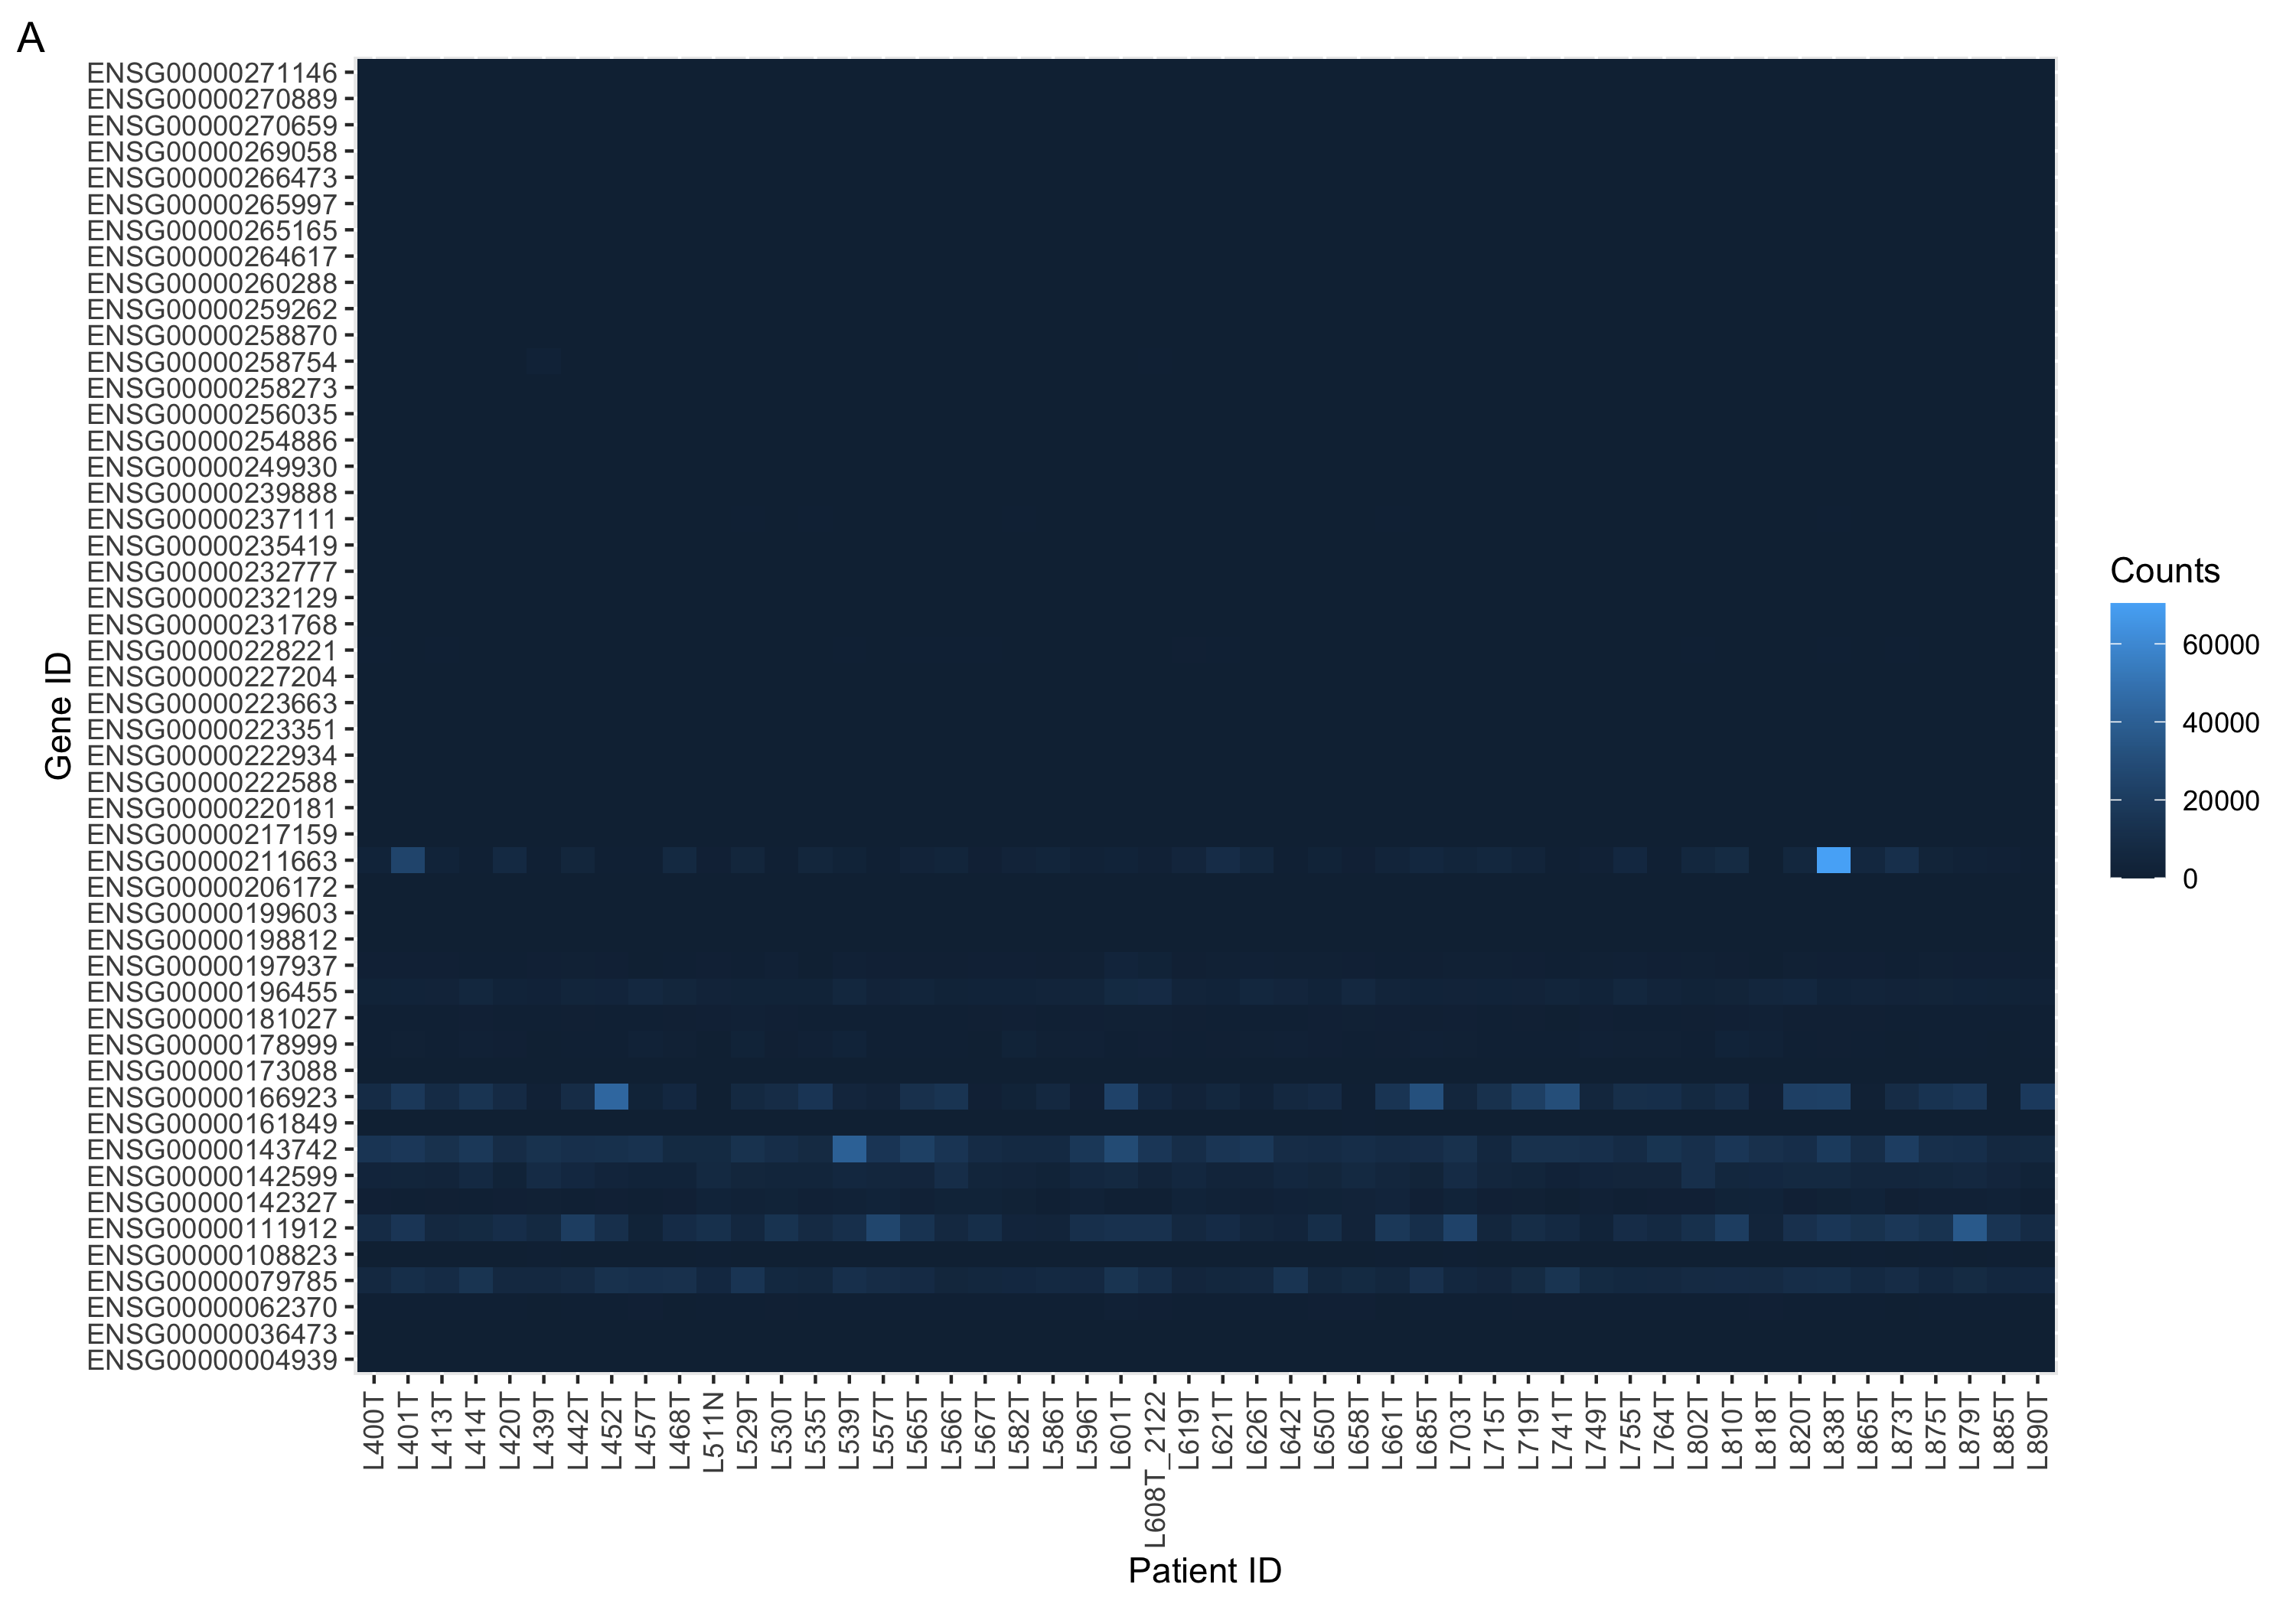 A
ENSG00000271146
ENSG00000270889
ENSG00000270659
ENSG00000269058
ENSG00000266473
ENSG00000265997
ENSG00000265165
ENSG00000264617
ENSG00000260288
ENSG00000259262
ENSG00000258870
ENSG00000258754
ENSG00000258273
ENSG00000256035
ENSG00000254886
ENSG00000249930
ENSG00000239888
ENSG00000237111
ENSG00000235419
ENSG00000232777
ENSG00000232129
ENSG00000231768
ENSG00000228221
ENSG00000227204
ENSG00000223663
ENSG00000223351
ENSG00000222934
ENSG00000222588
ENSG00000220181
ENSG00000217159
ENSG00000211663
ENSG00000206172
ENSG00000199603
ENSG00000198812
ENSG00000197937
ENSG00000196455
ENSG00000181027
ENSG00000178999
ENSG00000173088
ENSG00000166923
ENSG00000161849
ENSG00000143742
ENSG00000142599
ENSG00000142327
ENSG00000111912
ENSG00000108823
ENSG00000079785
ENSG00000062370
ENSG00000036473
ENSG00000004939
Gene ID
L400T
L401T
L413T
L414T
L420T
L439T
L442T
L452T
L457T
L468T
L511N
L529T
L530T
L535T
L539T
L557T
L565T
L566T
L567T
L582T
L586T
L596T
L601T
L608T_2122
L619T
L621T
L626T
L642T
L650T
L658T
L661T
L685T
L703T
L715T
L719T
L741T
L749T
L755T
L764T
L802T
L810T
L818T
L820T
L838T
L865T
L873T
L875T
L879T
L885T
L890T
Patient ID
Counts
60000
40000
20000
0